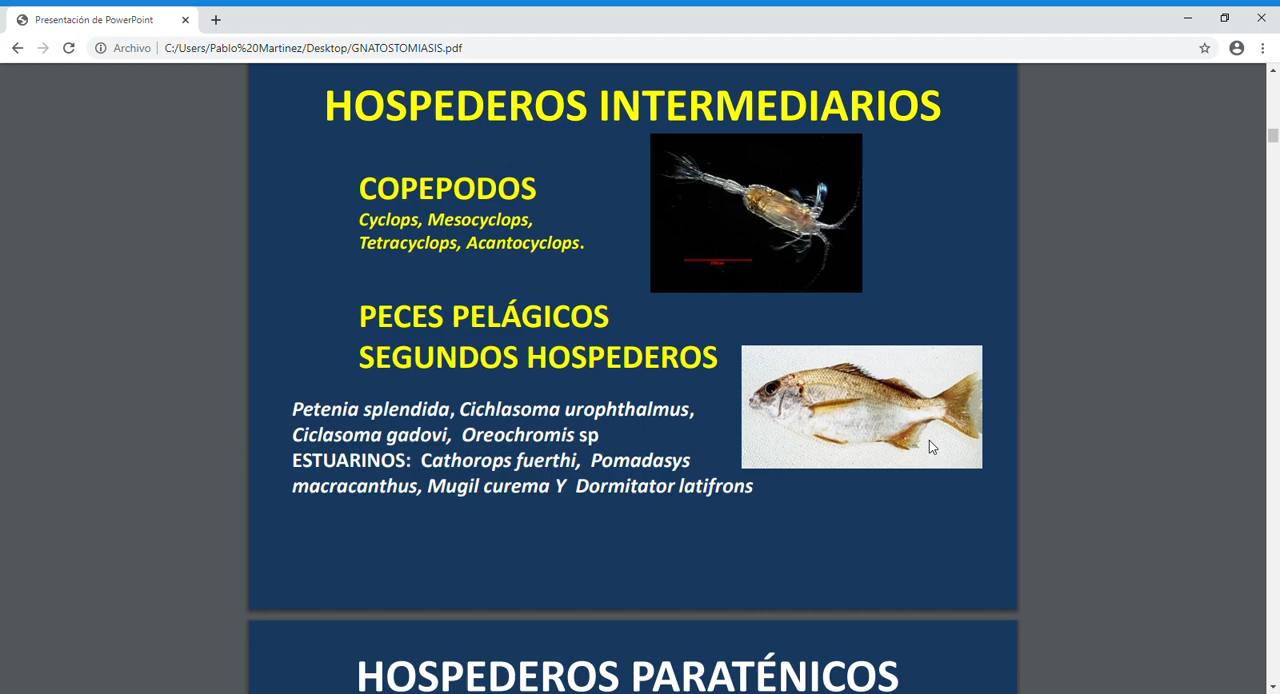 Presentación de PowerPoint
Archivo
C:/Users/Pablo%20Martinez/Desktop/GNATOSTOMIASIS.pdf
HOSPEDEROS INTERMEDIARIOS
COPEPODOS
Cyclops, Mesocyclops,
Tetracyclops, Acantocyclops.
PECES PELÁGICOS
SEGUNDOS HOSPEDEROS
Petenia splendida, Cichlasoma urophthalmus,
Ciclasoma gadovi, Oreochromis sp
ESTUARINOS: Cathorops fuerthi, Pomadasys
macracanthus, Mugil curema Y Dormitator latifrons
HOSPEDEROS PARATÉNICOS